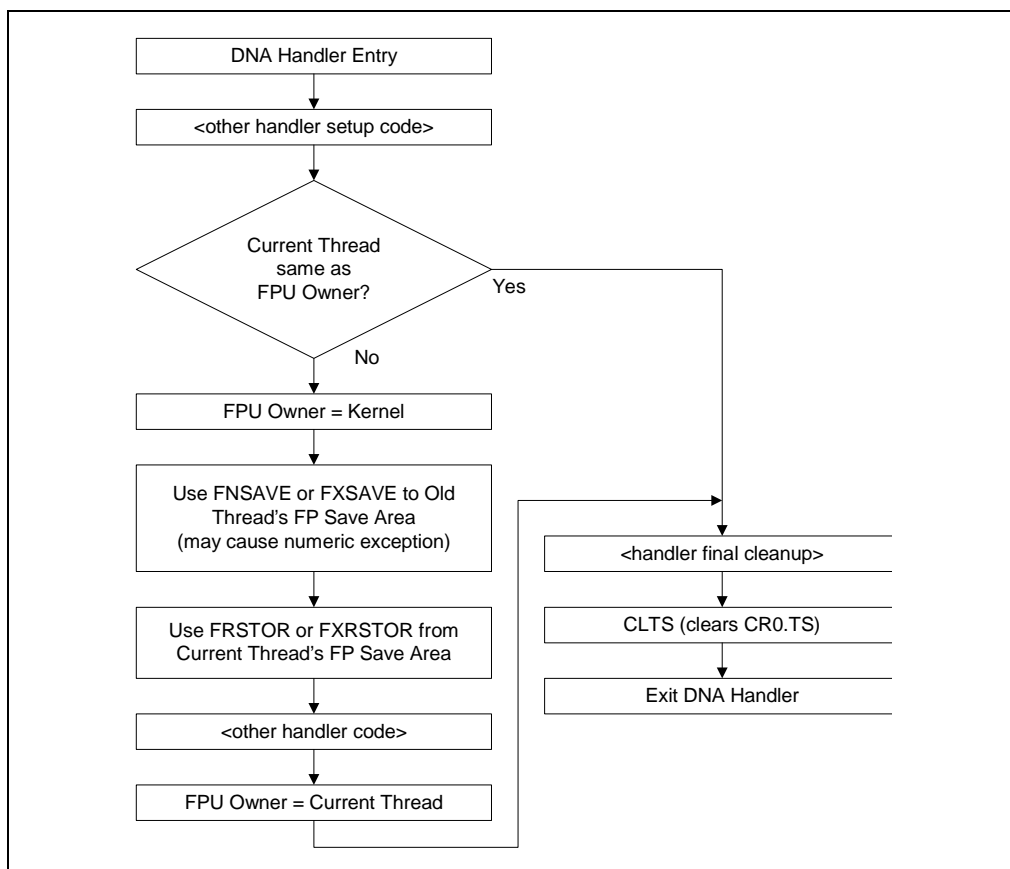 DNA Handler Entry
<other handler setup code>
Current Thread
same as
FPU Owner?
Yes
No
FPU Owner = Kernel
Use FNSAVE or FXSAVE to Old
Thread's FP Save Area
(may cause numeric exception)
Use FRSTOR or FXRSTOR from
Current Thread's FP Save Area
<other handler code>
FPU Owner = Current Thread
<handler final cleanup>
CLTS (clears CR0.TS)
Exit DNA Handler